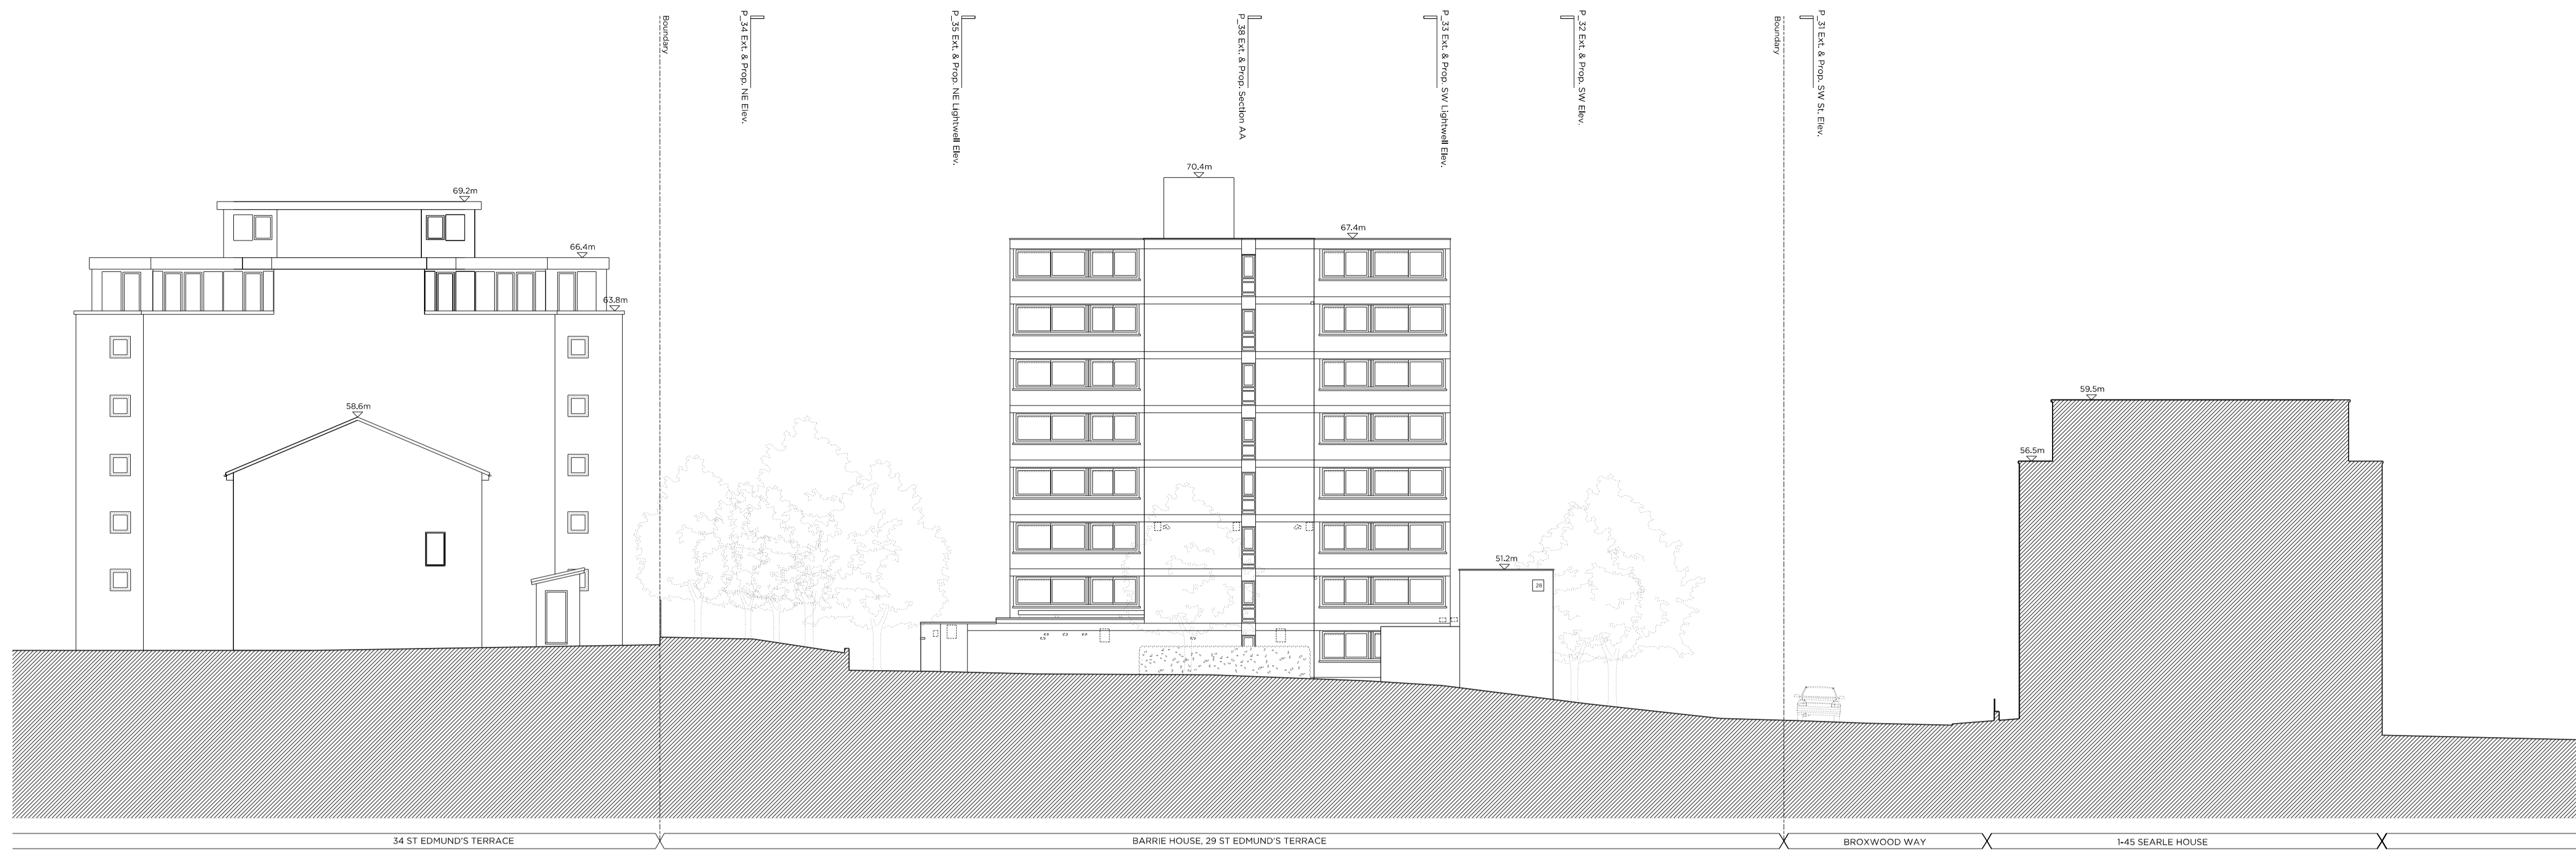 Boundary
P_34 Ext. & Prop. NE Elev.
P_35 Ext. & Prop. NE Lightwell Elev.
P_38 Ext. & Prop. Section AA
P_33 Ext. & Prop. SW Lightwell Elev.
P_32 Ext. & Prop. SW Elev.
Boundary
P_31 Ext. & Prop. SW St. Elev.
70.4m
69.2m
67.4m
66.4m
63.8m
59.5m
58.6m
56.5m
51.2m
28
34 ST EDMUND'S TERRACE
BARRIE HOUSE, 29 ST EDMUND'S TERRACE
BROXWOOD WAY
1-45 SEARLE HOUSE